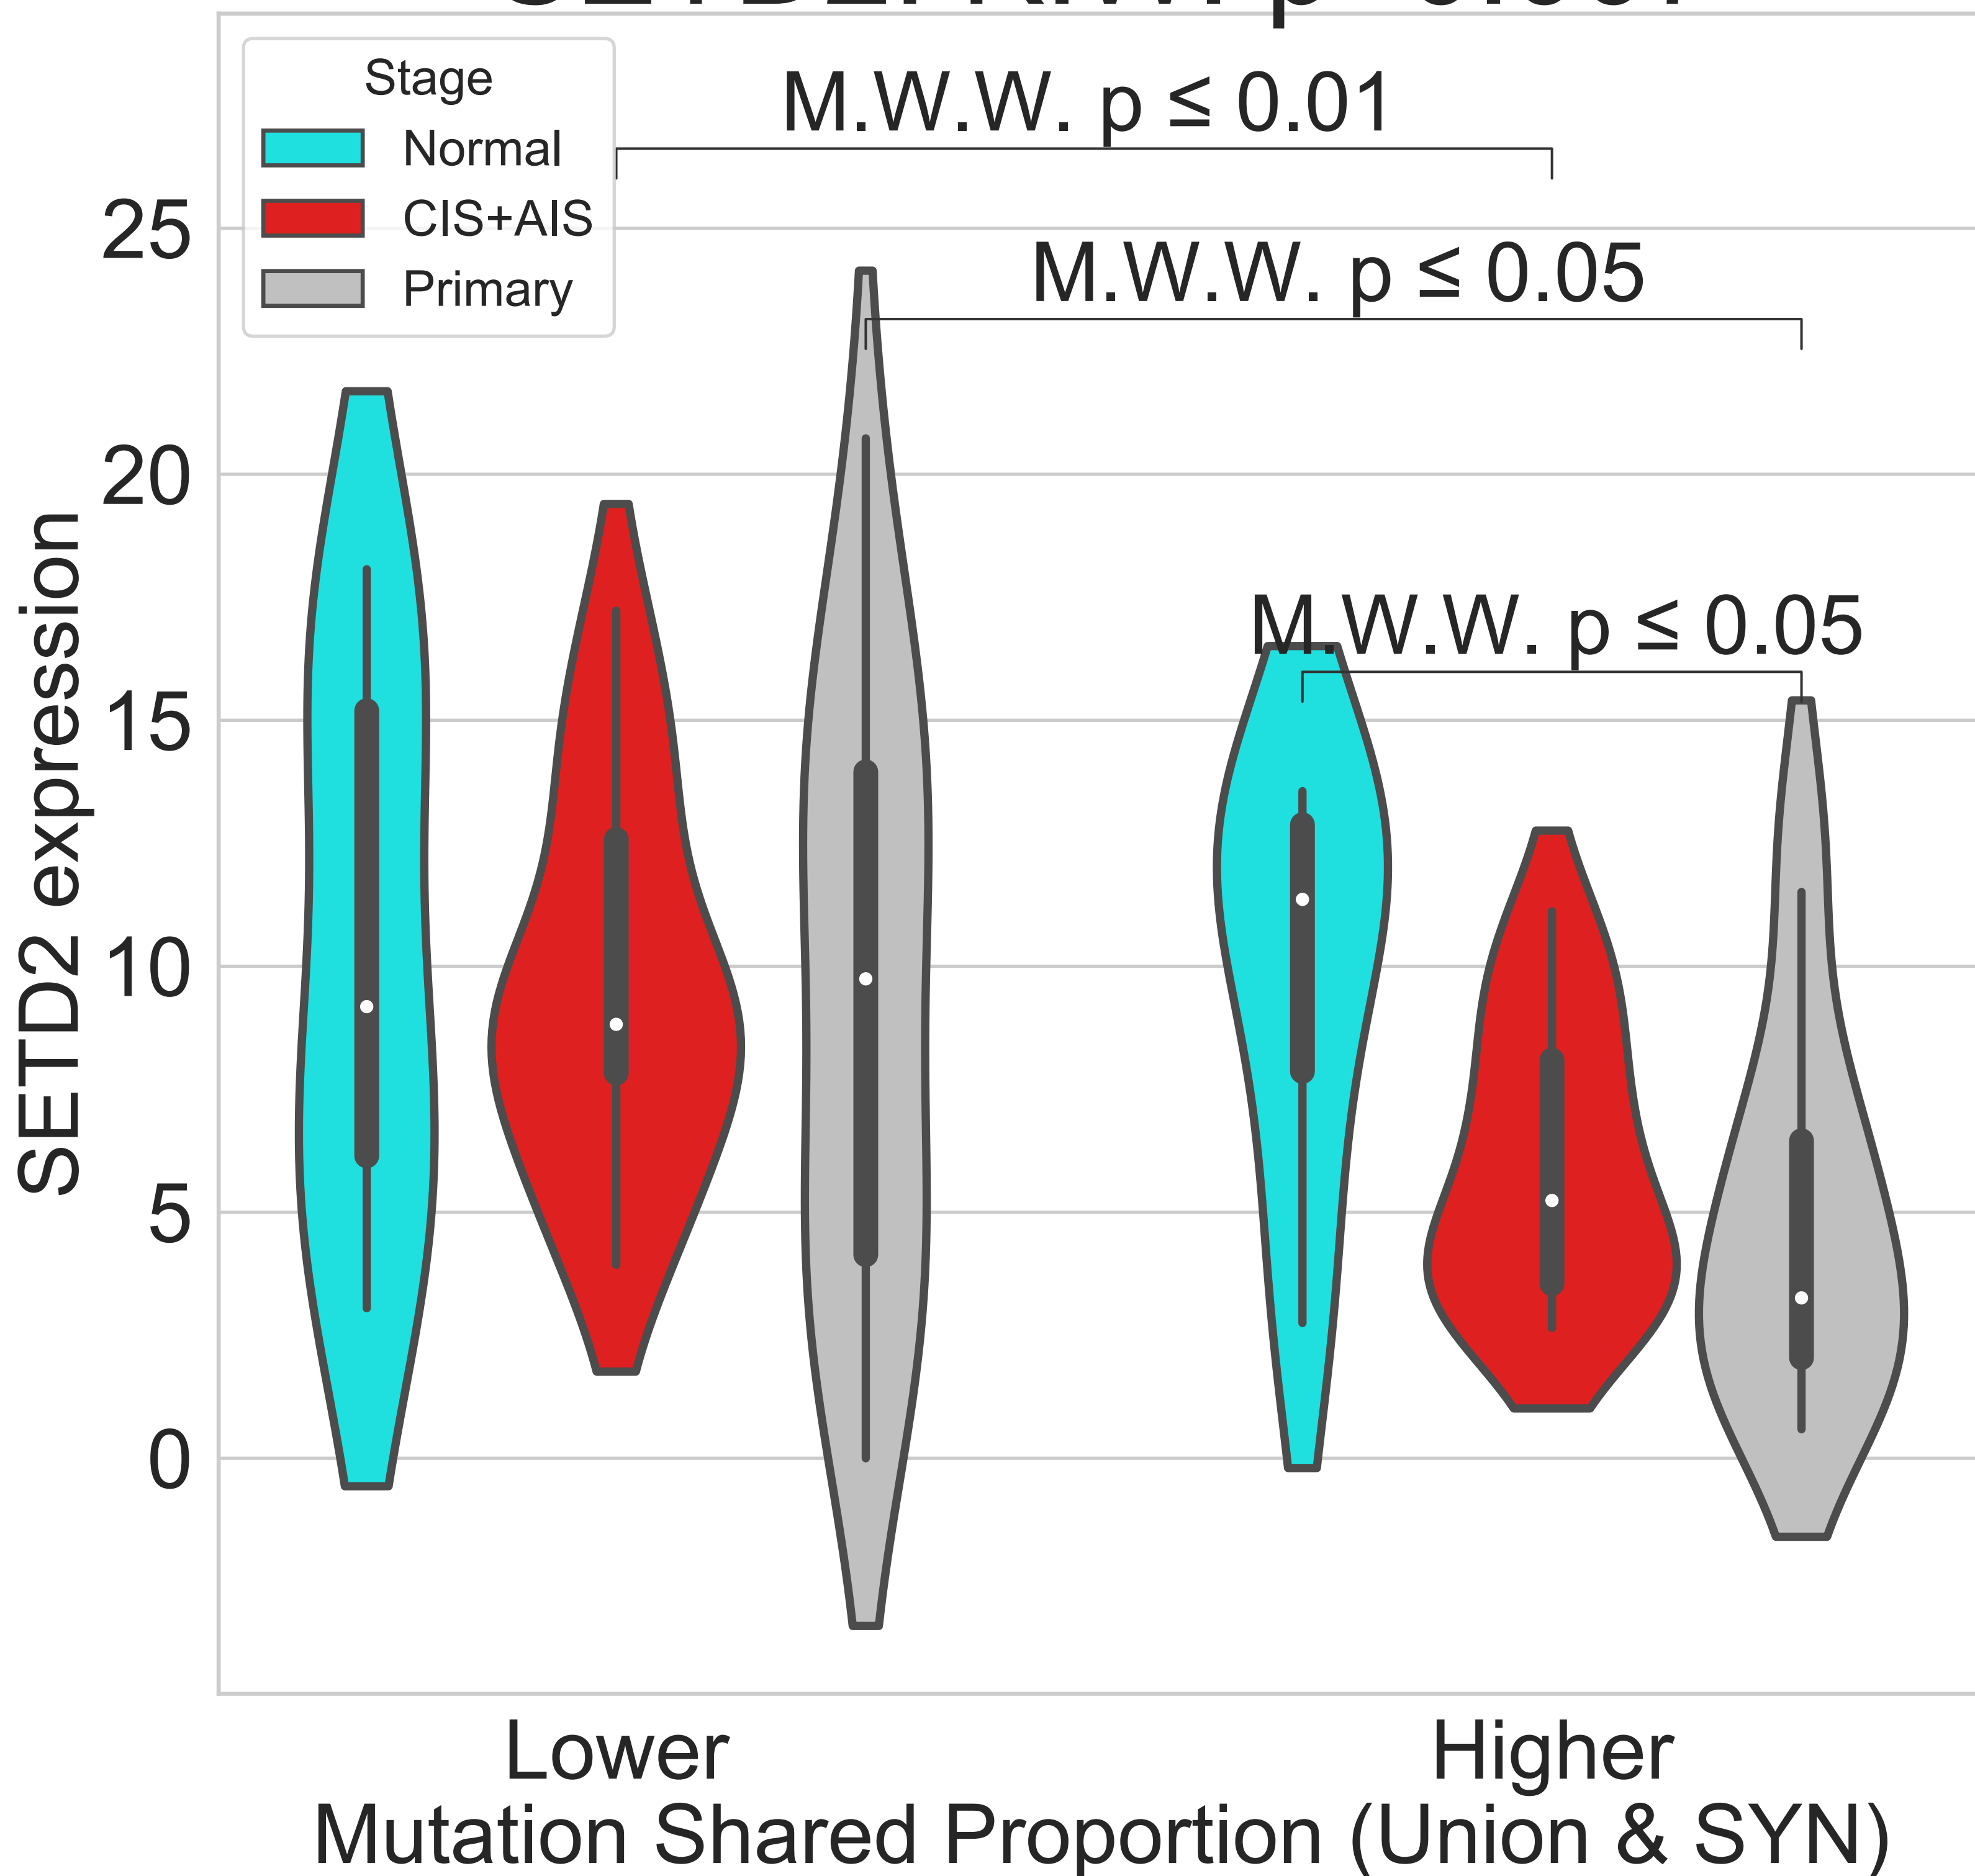 M.W.W. p ≤ 0.01
Stage
Normal
CIS+AIS
Primary
M.W.W. p ≤ 0.05
M.W.W. p ≤ 0.05
25
20
15
10
5
0
SETD2 expression
Lower
Higher
Mutation Shared Proportion (Union & SYN)